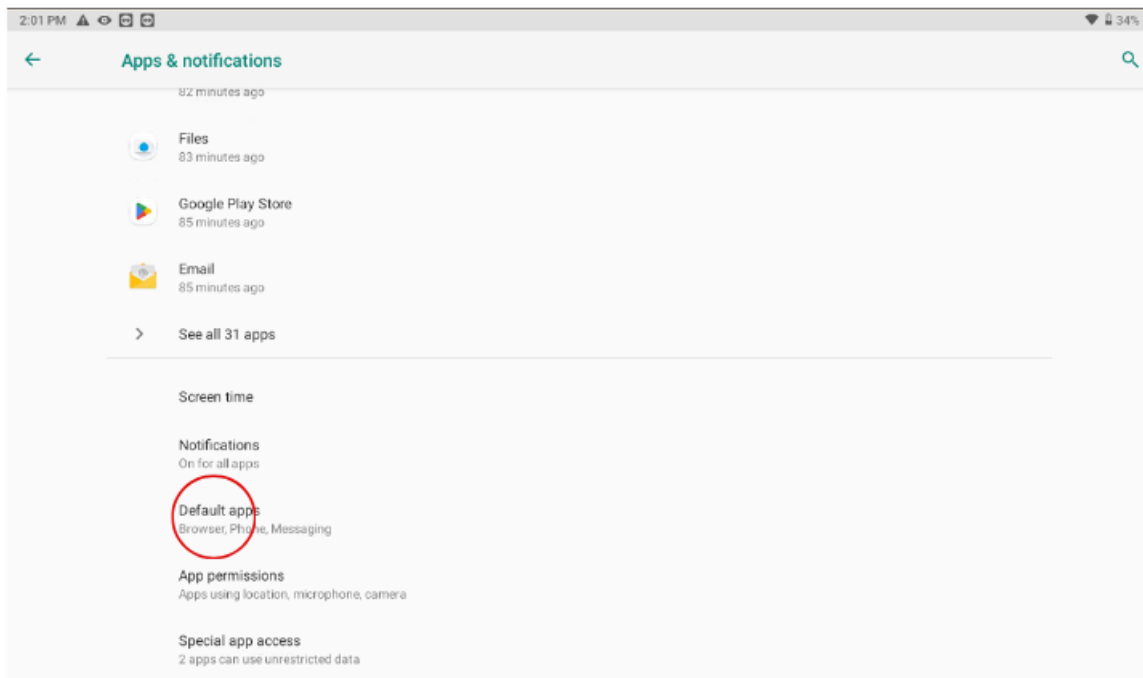 2:01 PM 34%
Apps & notifications
82 minutes ago
Files
83 minutes ago
Google Play Store
85 minutes ago
Email
85 minutes ago
See all 31 apps
Screen time
Notifications
On for all apps
Default apps
Browser, Phone, Messaging
App permissions
Apps using location, microphone, camera
Special app access
2 apps can use unrestricted data